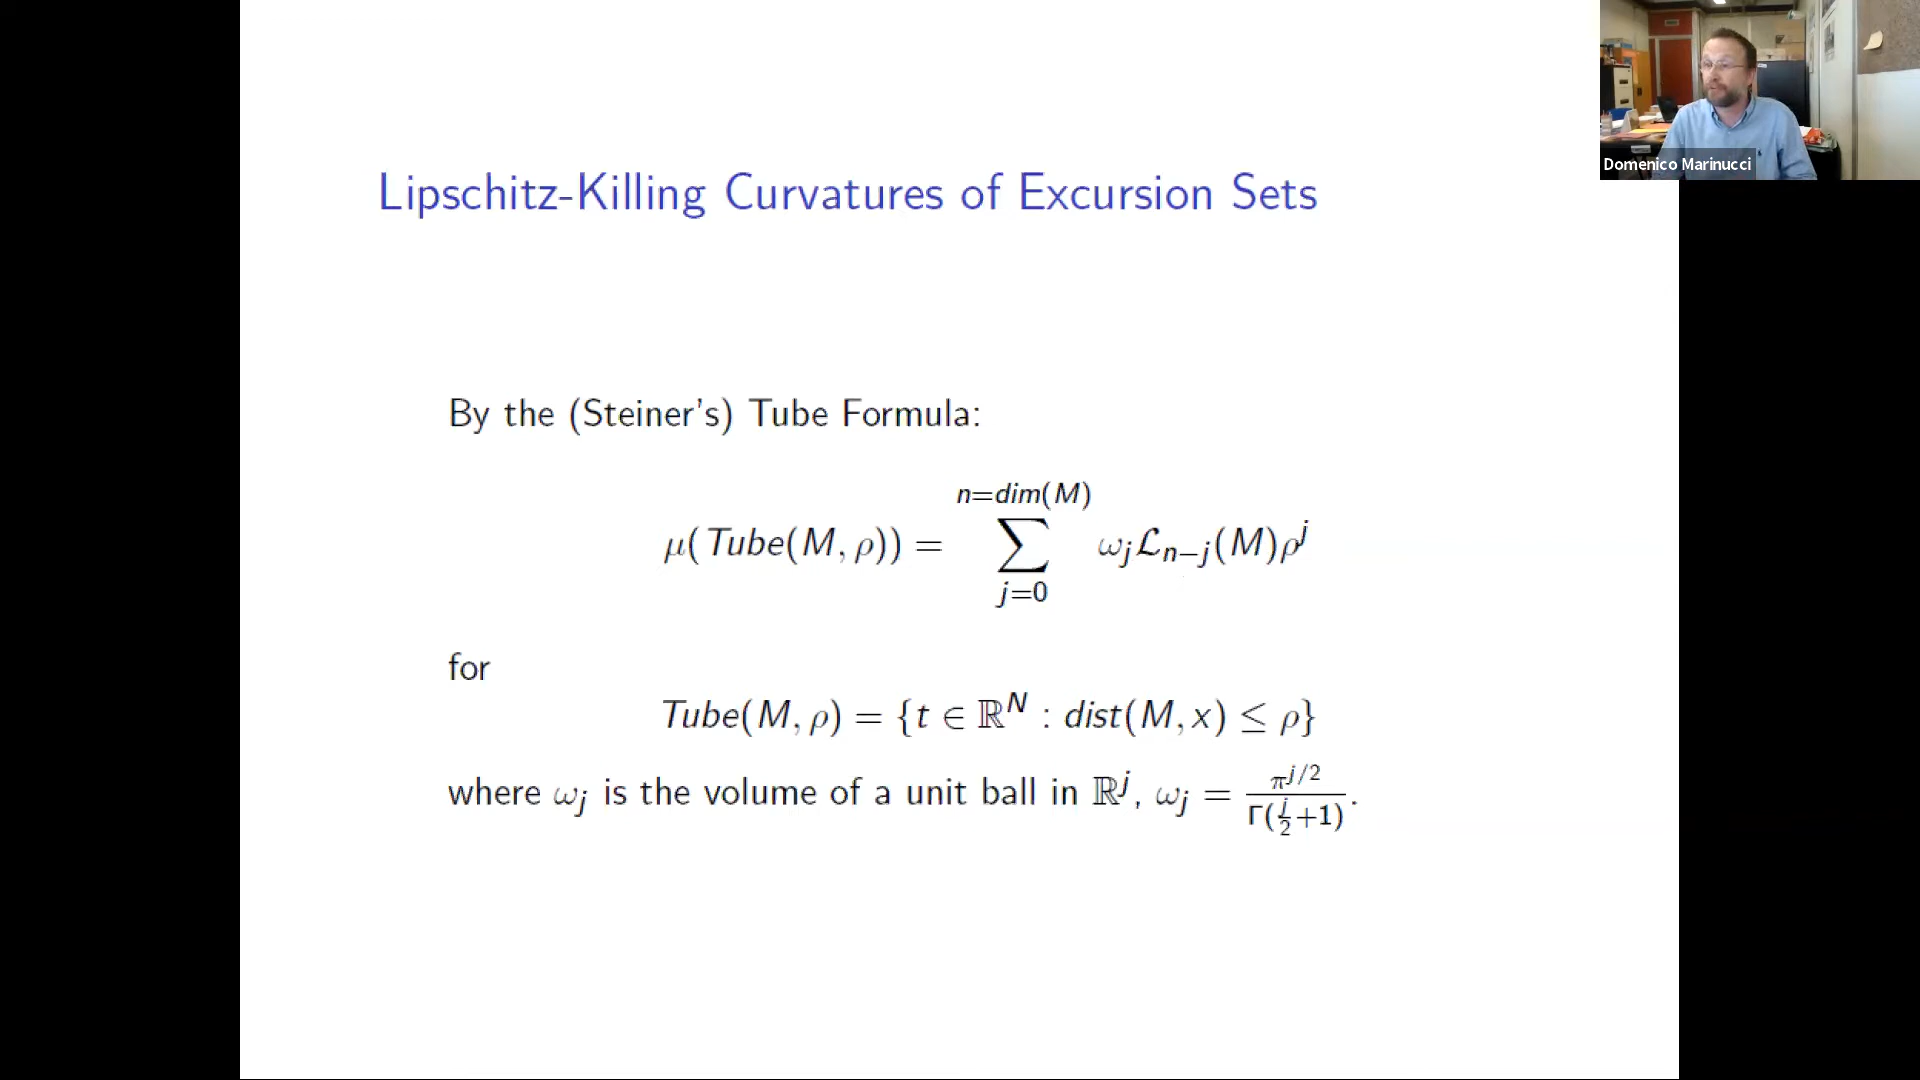 Domenico Marinucci
Lipschitz-Killing Curvatures of Excursion Sets
By the (Steiner's) Tube Formula:
μ(Tube(M, ρ)) = ∑_{j=0}^{n=dim(M)} ω_j 𝓛_{n−j}(M)ρ^j
for
Tube(M, ρ) = {t ∈ ℝ^N : dist(M, x) ≤ ρ}
where ω_j is the volume of a unit ball in ℝ^j, ω_j = π^{j/2} / Γ(j/2 +1).